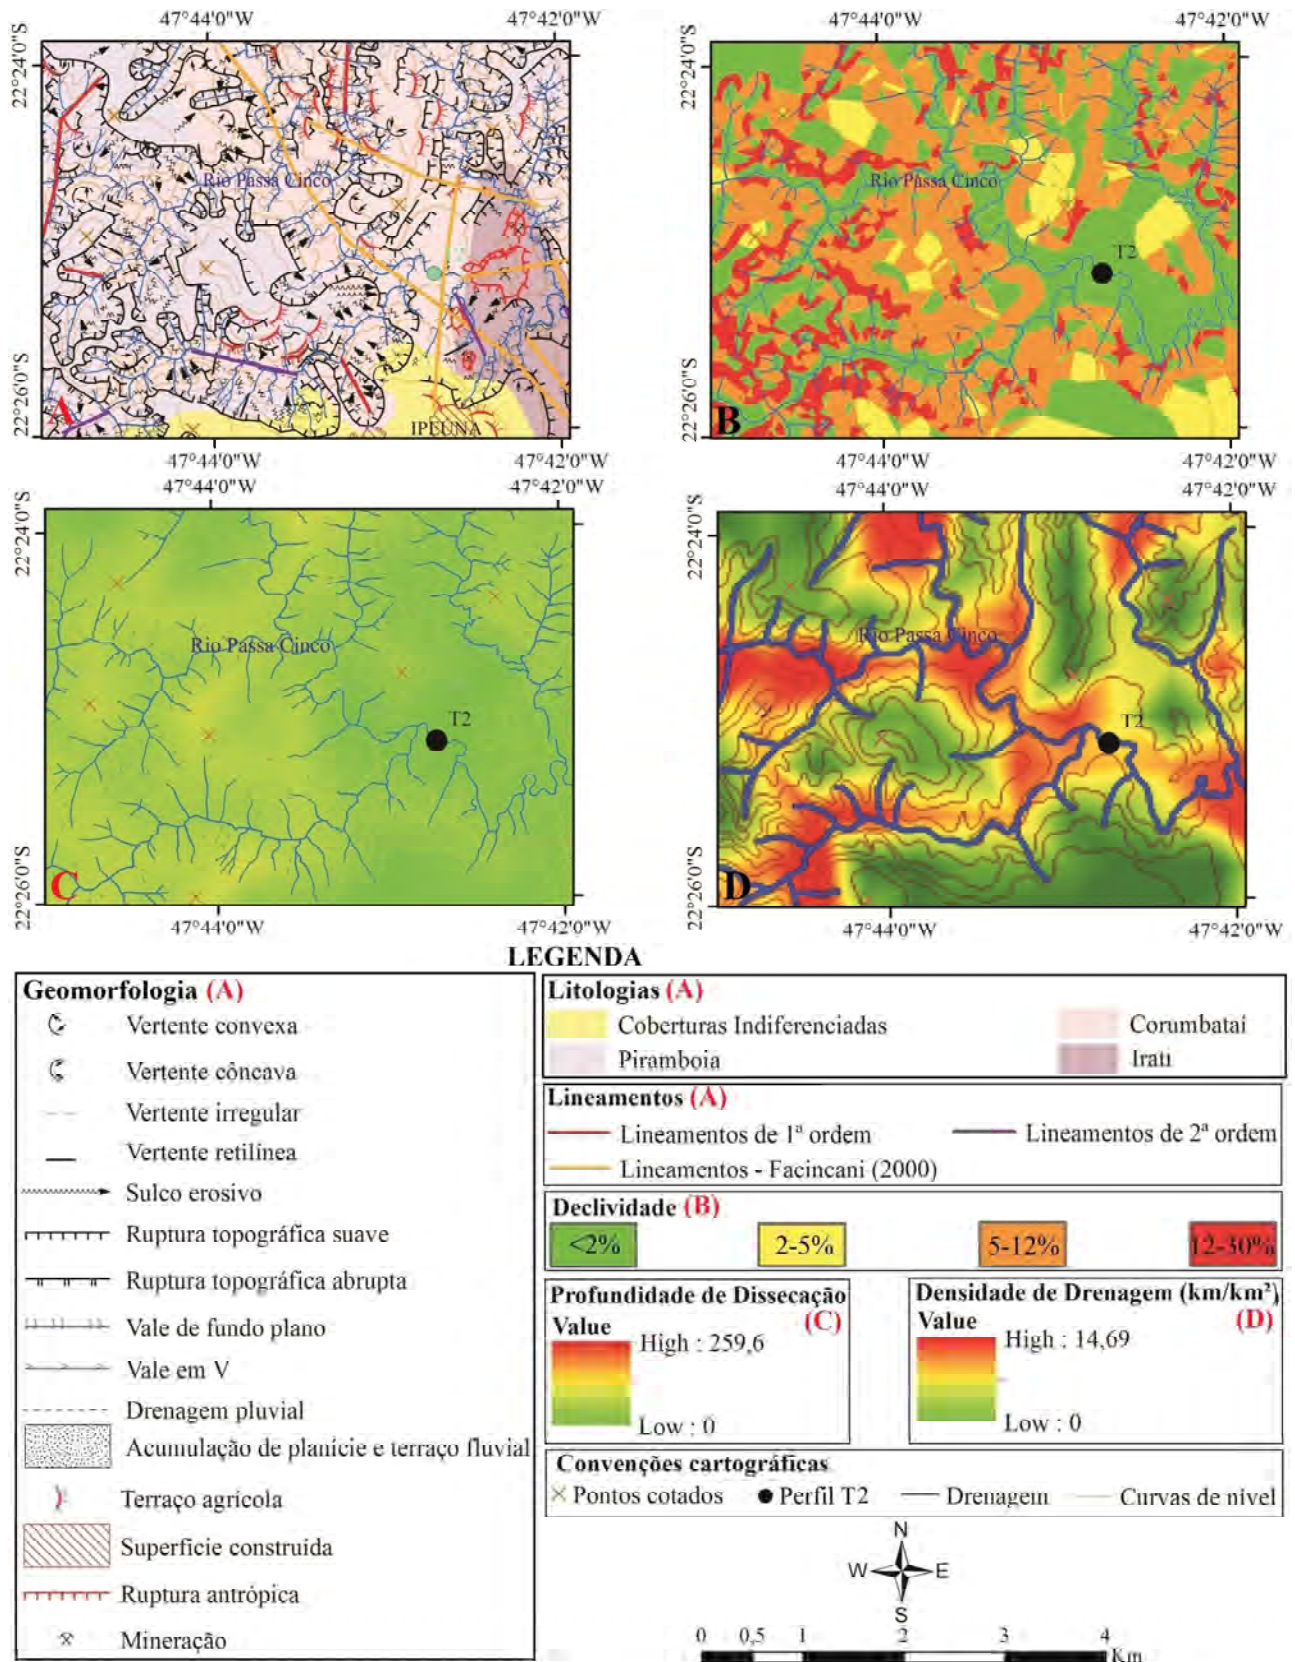 47°44'0"W 47°42'0"W
47°44'0"W 47°42'0"W
22°24'0"S
Rio Passa Cinco
22°26'0"S
A
IPEUNA
47°44'0"W 47°42'0"W
22°24'0"S
Rio Passa Cinco
T2
22°26'0"S
B
47°44'0"W 47°42'0"W
47°44'0"W 47°42'0"W
22°24'0"S
Rio Passa Cinco
T2
22°26'0"S
C
47°44'0"W 47°42'0"W
47°44'0"W 47°42'0"W
22°24'0"S
Rio Passa Cinco
T2
22°26'0"S
D
47°44'0"W 47°42'0"W
LEGENDA
Geomorfologia (A)
Vertente convexa
Vertente côncava
Vertente irregular
Vertente retilínea
Sulco erosivo
Ruptura topográfica suave
Ruptura topográfica abrupta
Vale de fundo plano
Vale em V
Drenagem pluvial
Acumulação de planície e terraço fluvial
Terraço agrícola
Superfície construída
Ruptura antrópica
Mineração
Litologias (A)
Coberturas Indiferenciadas
Corumbataí
Piramboia
Irati
Lineamentos (A)
Lineamentos de 1ª ordem
Lineamentos de 2ª ordem
Lineamentos - Facincani (2000)
Declividade (B)
<2% 2-5% 5-12% 12-30%
Profundidade de Dissecação
(C)
Value
High : 259,6
Low : 0
Densidade de Drenagem (km/km²)
(D)
Value
High : 14,69
Low : 0
Convenções cartográficas
Pontos cotados Perfil T2 Drenagem Curvas de nível
N
W E
S
0 0,5 1 2 3 4
Km